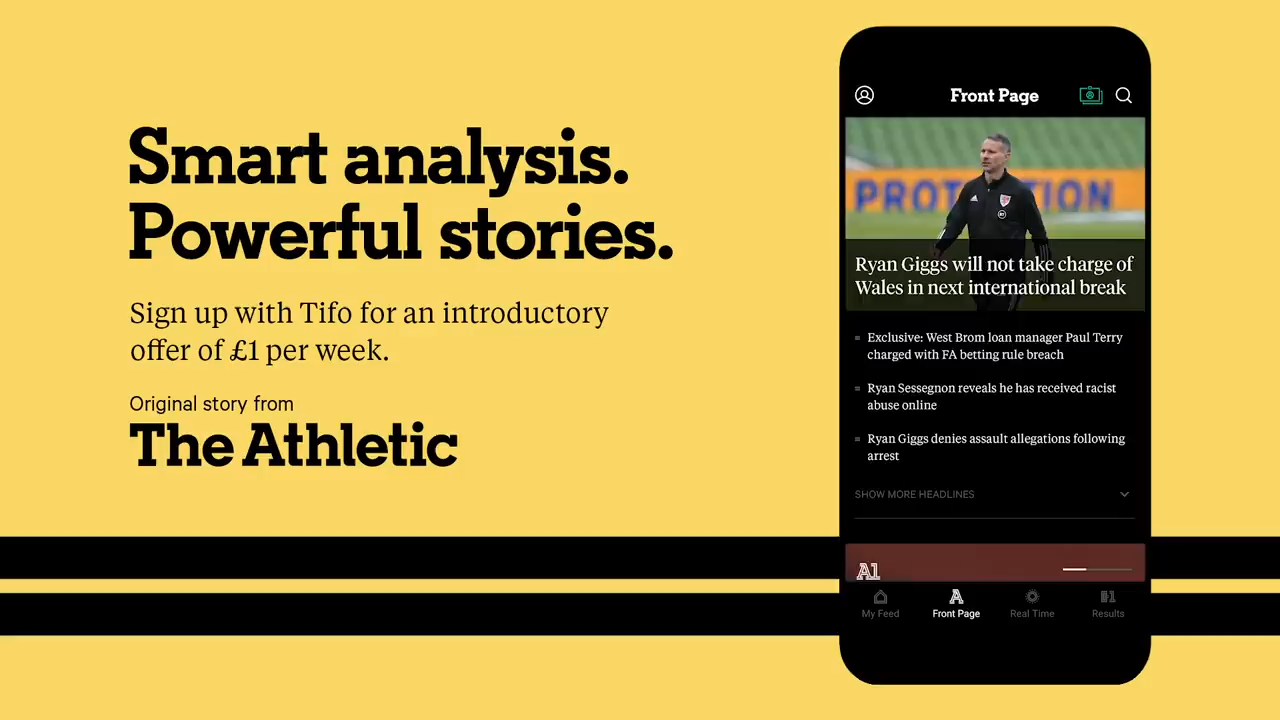 Smart analysis.
Powerful stories.
Sign up with Tifo for an introductory
offer of £1 per week.
Original story from
The Athletic
Front Page
PROTECTION
Ryan Giggs will not take charge of
Wales in next international break
Exclusive: West Brom loan manager Paul Terry
charged with FA betting rule breach
Ryan Sessegnon reveals he has received racist
abuse online
Ryan Giggs denies assault allegations following
arrest
SHOW MORE HEADLINES
A1
My Feed
Front Page
Real Time
Results